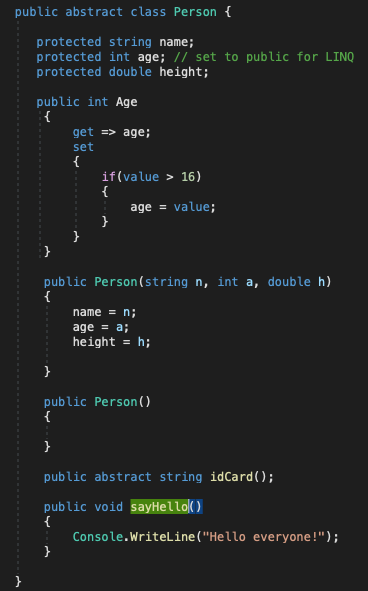 public abstract class Person {
protected string name;
protected int age; // set to public for LINQ
protected double height;
public int Age
{
get => age;
set
{
if(value > 16)
{
age = value;
}
}
}
public Person(string n, int a, double h)
{
name = n;
age = a;
height = h;
}
public Person()
{
}
public abstract string idCard();
public void sayHello()
{
Console.WriteLine("Hello everyone!");
}
}